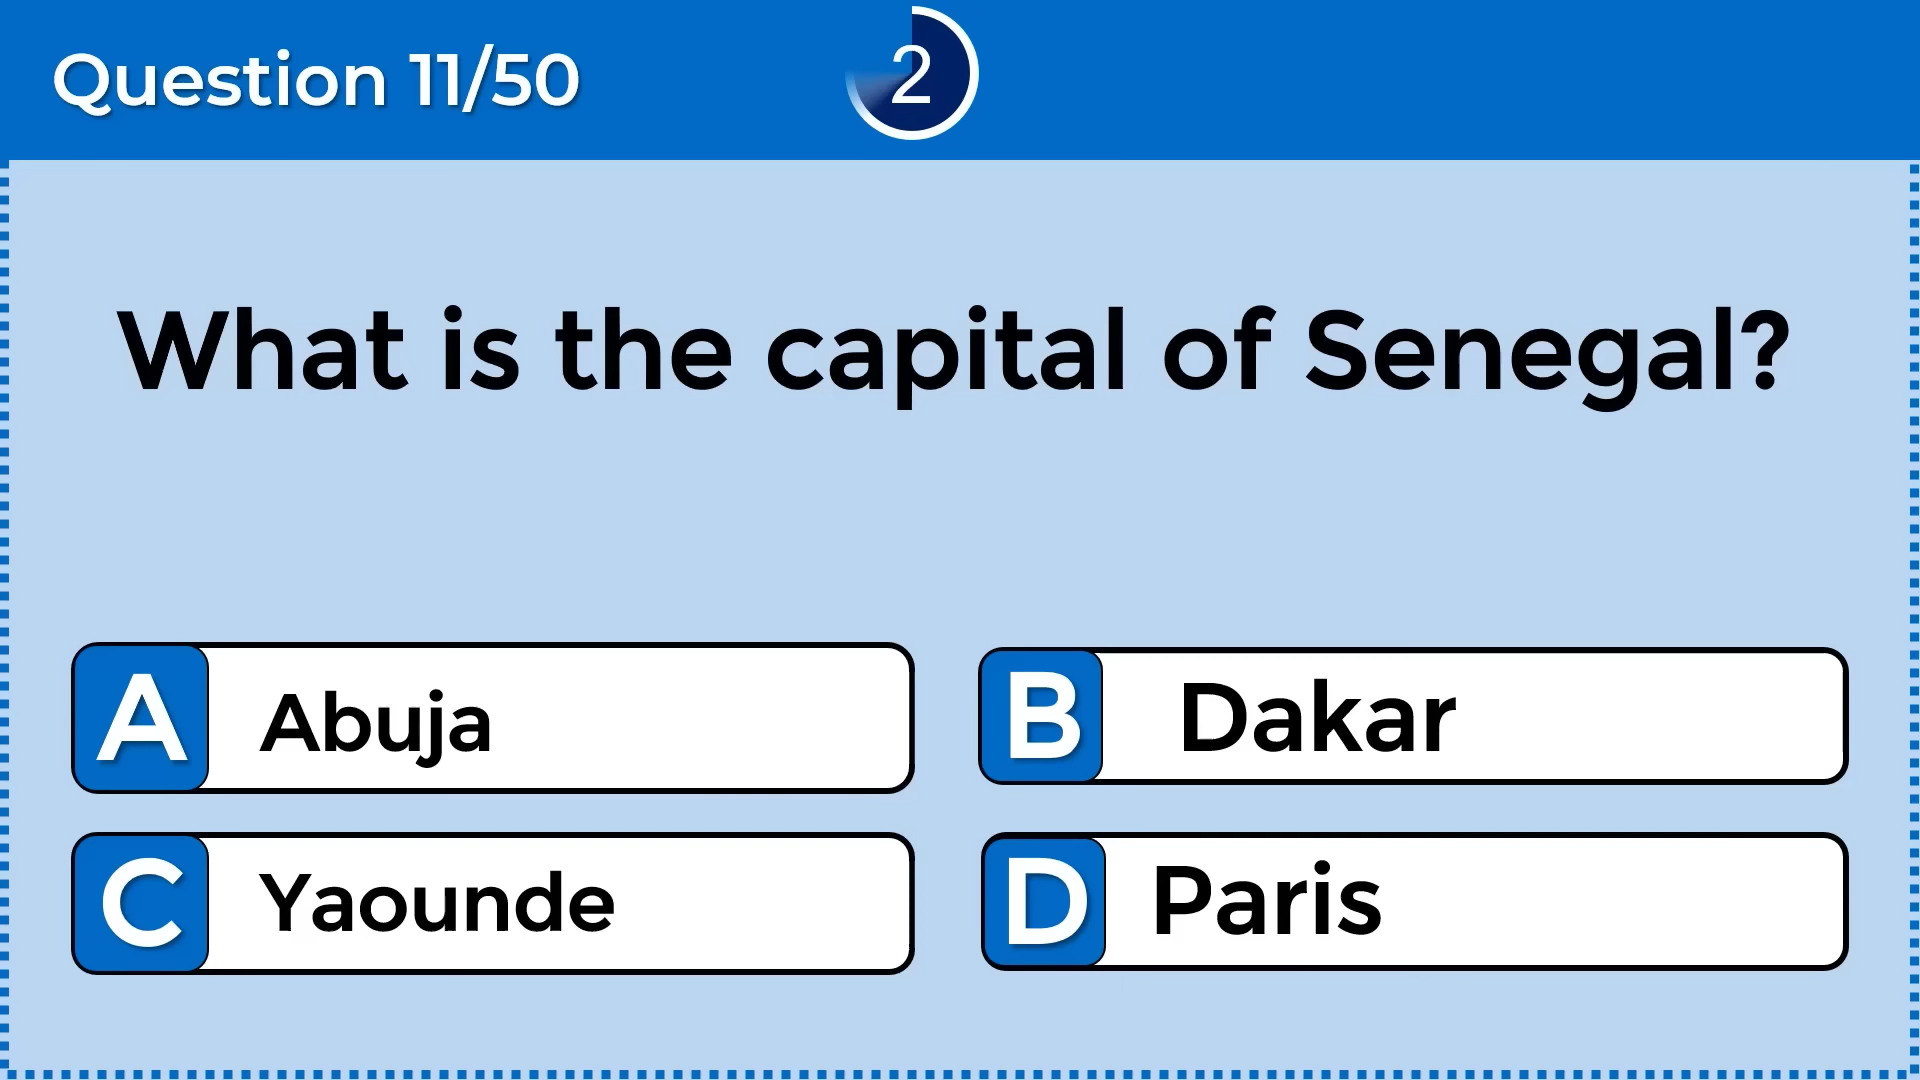 Question 11/50
2
What is the capital of Senegal?
A Abuja
B Dakar
C Yaounde
D Paris